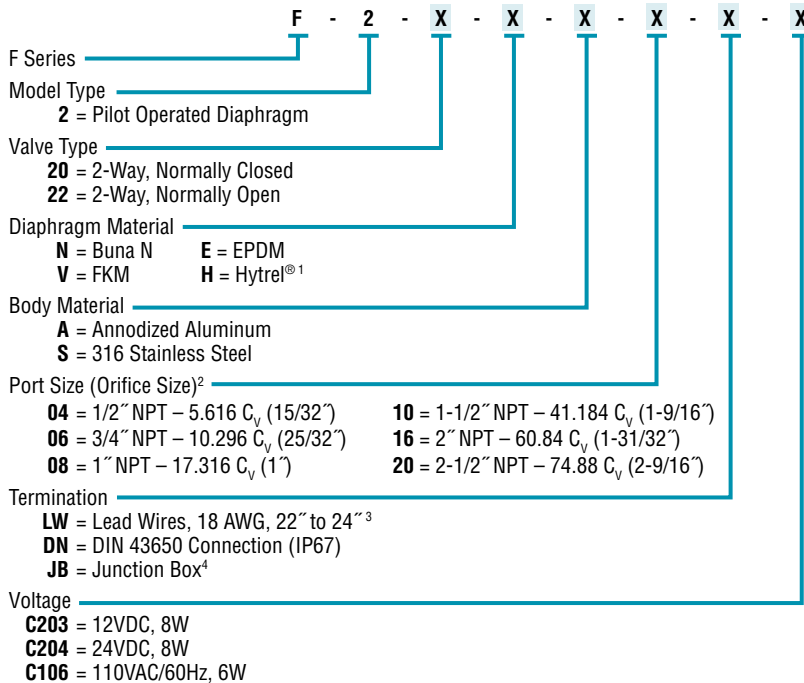 F - 2 - X - X - X - X - X - X
F Series
Model Type
2 = Pilot Operated Diaphragm
Valve Type
20 = 2-Way, Normally Closed
22 = 2-Way, Normally Open
Diaphragm Material
N = Buna N E = EPDM
V = FKM H = Hytrel® 1
Body Material
A = Annodized Aluminum
S = 316 Stainless Steel
Port Size (Orifice Size)2
04 = 1/2˝ NPT – 5.616 CV (15/32˝) 10 = 1-1/2˝ NPT – 41.184 CV (1-9/16˝)
06 = 3/4˝ NPT – 10.296 CV (25/32˝) 16 = 2˝ NPT – 60.84 CV (1-31/32˝)
08 = 1˝ NPT – 17.316 CV (1˝) 20 = 2-1/2˝ NPT – 74.88 CV (2-9/16˝)
Termination
LW = Lead Wires, 18 AWG, 22˝ to 24˝ 3
DN = DIN 43650 Connection (IP67)
JB = Junction Box4
Voltage
C203 = 12VDC, 8W
C204 = 24VDC, 8W
C106 = 110VAC/60Hz, 6W